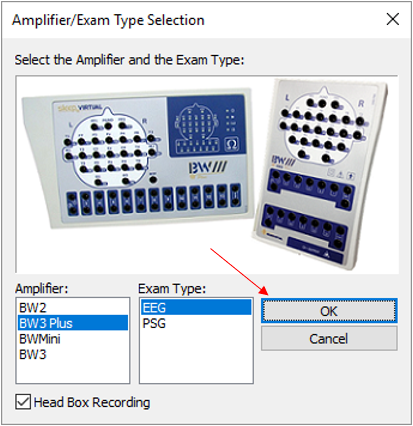 Amplifier/Exam Type Selection
Select the Amplifier and the Exam Type:
sleepvirtual
L R
BW///
L R
BW///
Amplifier:
BW2
BW3 Plus
BWMini
BW3
Exam Type:
EEG
PSG
OK
Cancel
Head Box Recording